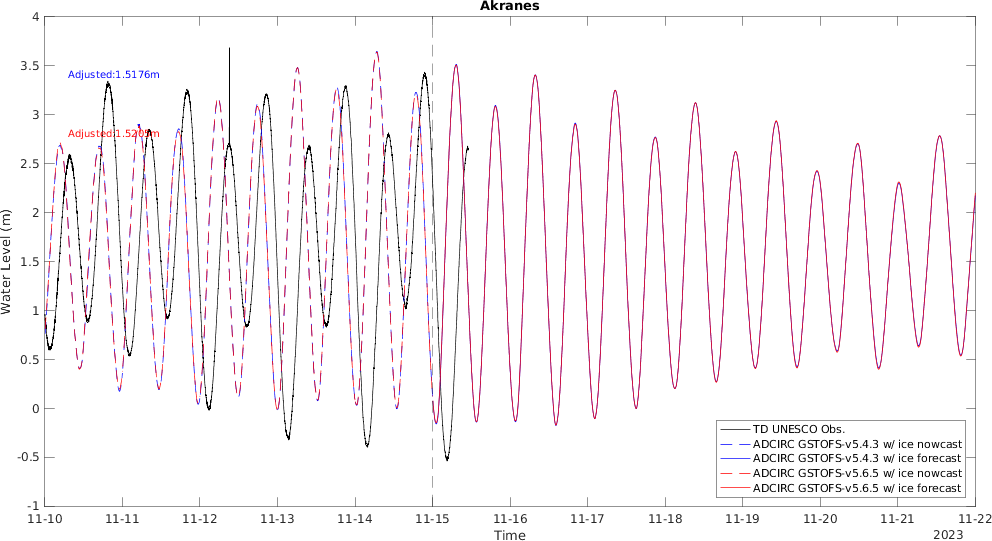 Akranes
4
3.5
3
2.5
2
1.5
1
0.5
0
-0.5
-1
Water Level (m)
Adjusted:1.5176m
Adjusted:1.5205m
TD UNESCO Obs.
ADCIRC GSTOFS-v5.4.3 w/ ice nowcast
ADCIRC GSTOFS-v5.4.3 w/ ice forecast
ADCIRC GSTOFS-v5.6.5 w/ ice nowcast
ADCIRC GSTOFS-v5.6.5 w/ ice forecast
11-10 11-11 11-12 11-13 11-14 11-15 11-16 11-17 11-18 11-19 11-20 11-21 11-22
Time
2023